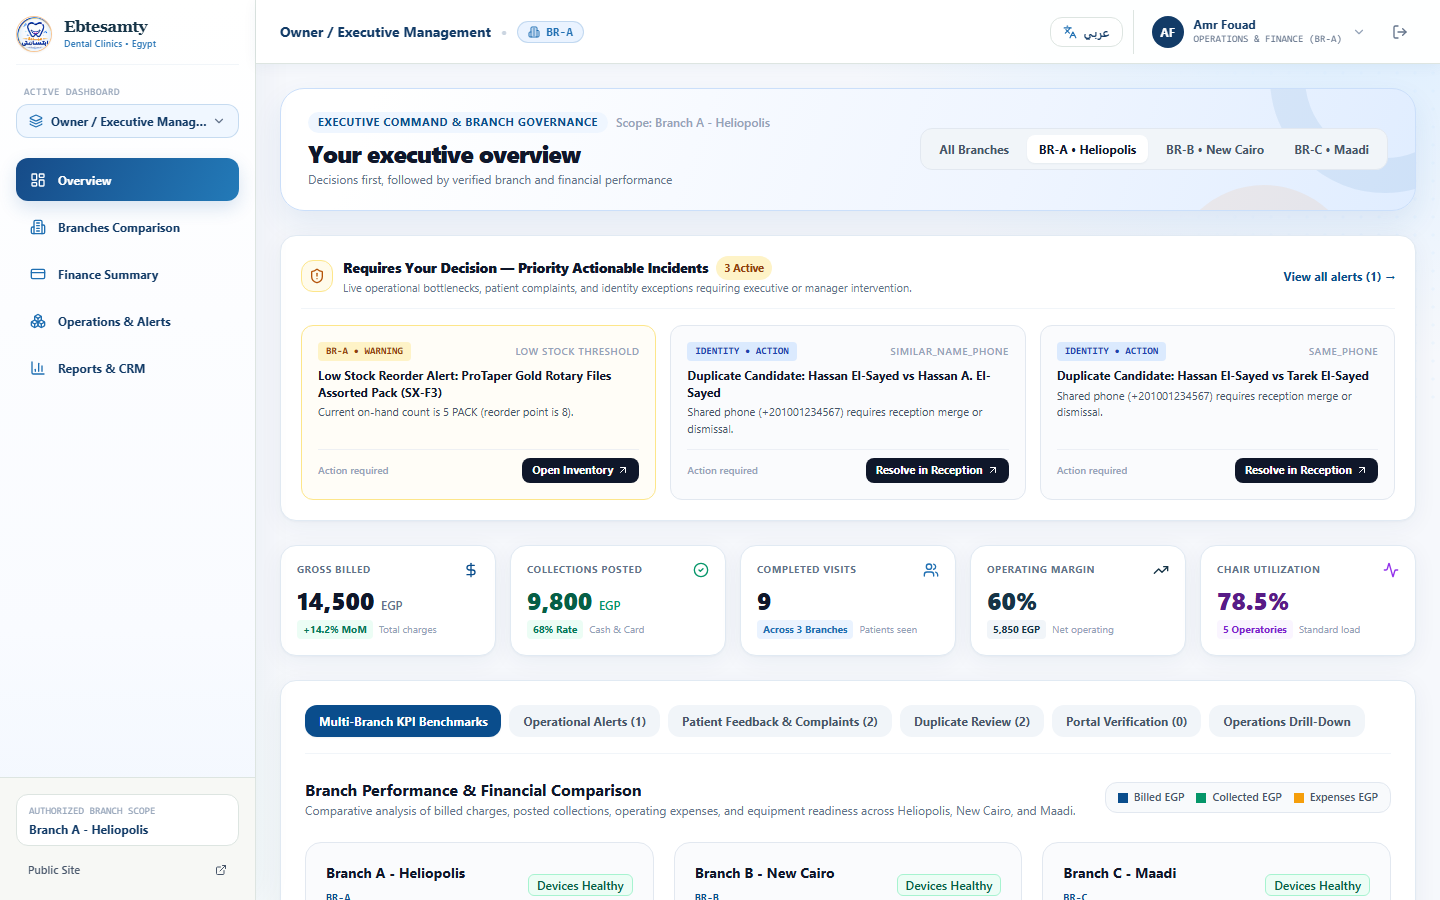 ابتسامتي
Ebtesamty
Dental Clinics • Egypt
ACTIVE DASHBOARD
Owner / Executive Manag...
Overview
Branches Comparison
Finance Summary
Operations & Alerts
Reports & CRM
AUTHORIZED BRANCH SCOPE
Branch A - Heliopolis
Public Site
Owner / Executive Management • BR-A
عربي
AF
Amr Fouad
OPERATIONS & FINANCE (BR-A)
EXECUTIVE COMMAND & BRANCH GOVERNANCE Scope: Branch A - Heliopolis
Your executive overview
Decisions first, followed by verified branch and financial performance
All Branches BR-A • Heliopolis BR-B • New Cairo BR-C • Maadi
Requires Your Decision — Priority Actionable Incidents 3 Active
Live operational bottlenecks, patient complaints, and identity exceptions requiring executive or manager intervention.
View all alerts (1) →
BR-A • WARNING LOW STOCK THRESHOLD
Low Stock Reorder Alert: ProTaper Gold Rotary Files
Assorted Pack (SX-F3)
Current on-hand count is 5 PACK (reorder point is 8).
Action required Open Inventory
IDENTITY • ACTION SIMILAR_NAME_PHONE
Duplicate Candidate: Hassan El-Sayed vs Hassan A. El-
Sayed
Shared phone (+201001234567) requires reception merge or
dismissal.
Action required Resolve in Reception
IDENTITY • ACTION SAME_PHONE
Duplicate Candidate: Hassan El-Sayed vs Tarek El-Sayed
Shared phone (+201001234567) requires reception merge or
dismissal.
Action required Resolve in Reception
GROSS BILLED
14,500 EGP
+14.2% MoM Total charges
COLLECTIONS POSTED
9,800 EGP
68% Rate Cash & Card
COMPLETED VISITS
9
Across 3 Branches Patients seen
OPERATING MARGIN
60%
5,850 EGP Net operating
CHAIR UTILIZATION
78.5%
5 Operatories Standard load
Multi-Branch KPI Benchmarks Operational Alerts (1) Patient Feedback & Complaints (2) Duplicate Review (2) Portal Verification (0) Operations Drill-Down
Branch Performance & Financial Comparison
Comparative analysis of billed charges, posted collections, operating expenses, and equipment readiness across Heliopolis, New Cairo, and Maadi.
Billed EGP Collected EGP Expenses EGP
Branch A - Heliopolis
BR-A
Devices Healthy
Branch B - New Cairo
BR-B
Devices Healthy
Branch C - Maadi
BR-C
Devices Healthy